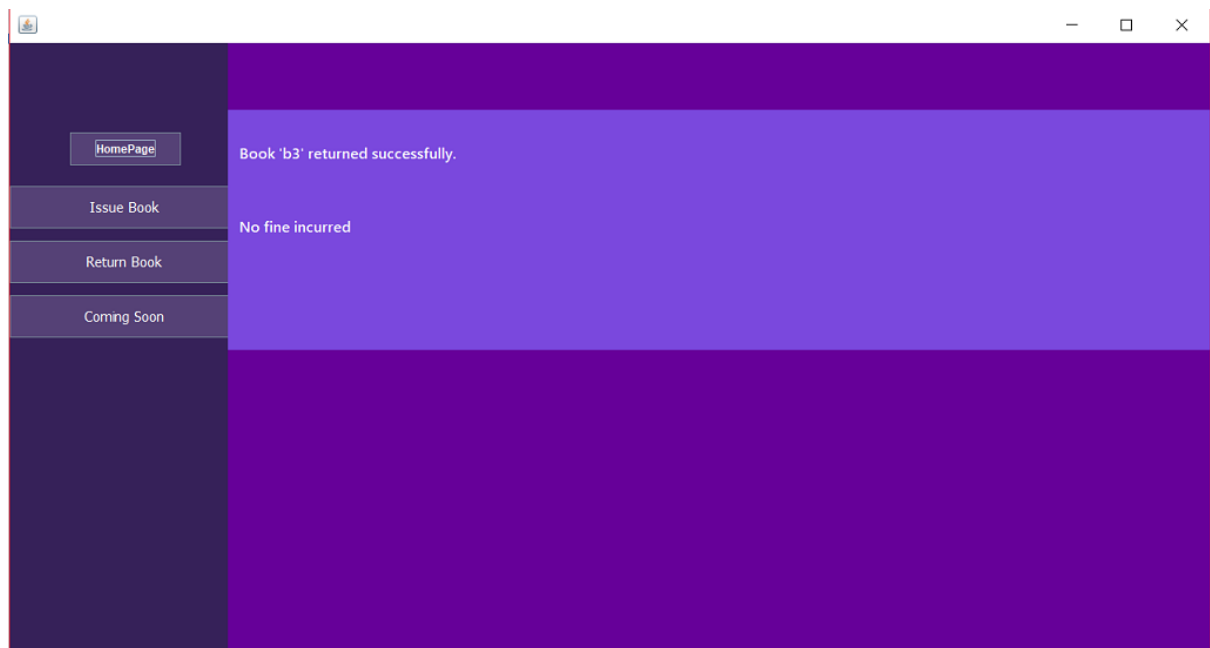 HomePage
Issue Book
Return Book
Coming Soon
Book 'b3' returned successfully.
No fine incurred